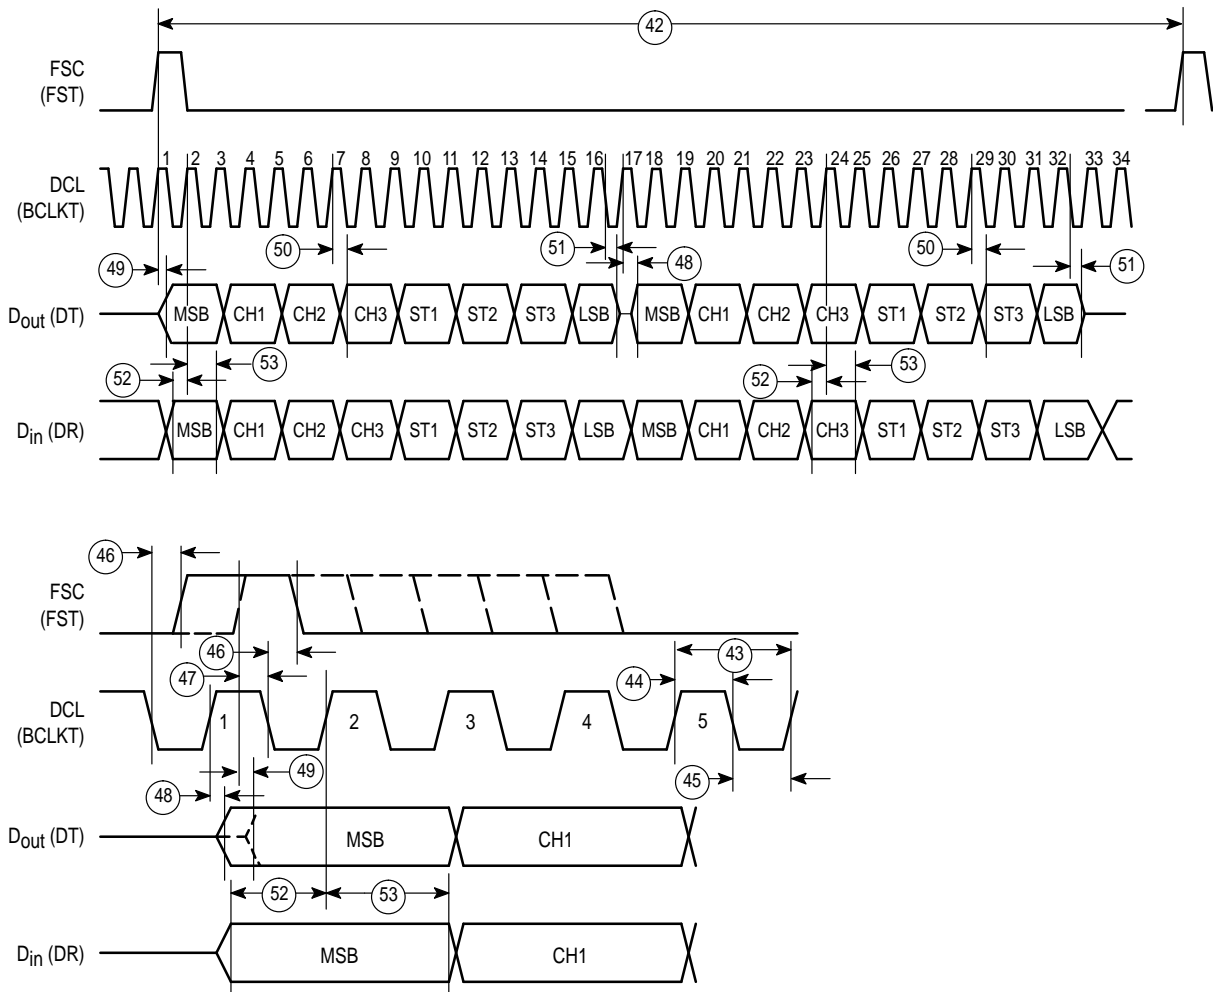 42
FSC
(FST)
1 2 3 4 5 6 7 8 9 10 11 12 13 14 15 16 17 18 19 20 21 22 23 24 25 26 27 28 29 30 31 32 33 34
DCL
(BCLKT)
50 51 50
49 48 51
Dout (DT) MSB CH1 CH2 CH3 ST1 ST2 ST3 LSB MSB CH1 CH2 CH3 ST1 ST2 ST3 LSB
53 53
52 52
Din (DR) MSB CH1 CH2 CH3 ST1 ST2 ST3 LSB MSB CH1 CH2 CH3 ST1 ST2 ST3 LSB
46
FSC
(FST)
46 43
47 44
DCL
(BCLKT)
1 2 3 4 5
49 45
48
Dout (DT) MSB CH1
52 53
Din (DR) MSB CH1